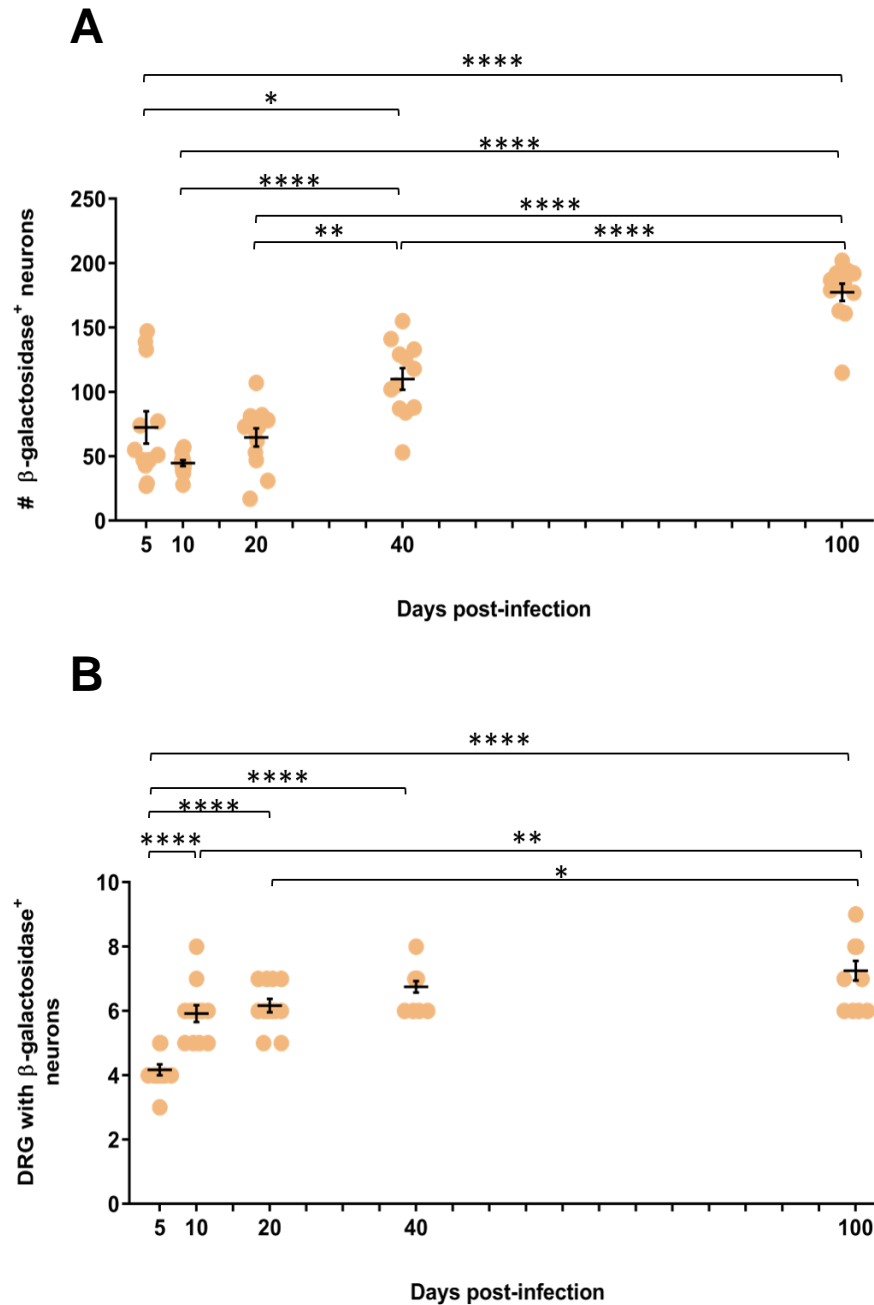 A
****
*
****
****
****
** ****
# β-galactosidase⁺ neurons
250
200
150
100
50
0
5 10 20 40 100
Days post-infection
B
****
****
****
**** **
*
DRG with β-galactosidase⁺
neurons
10
8
6
4
2
0
5 10 20 40 100
Days post-infection